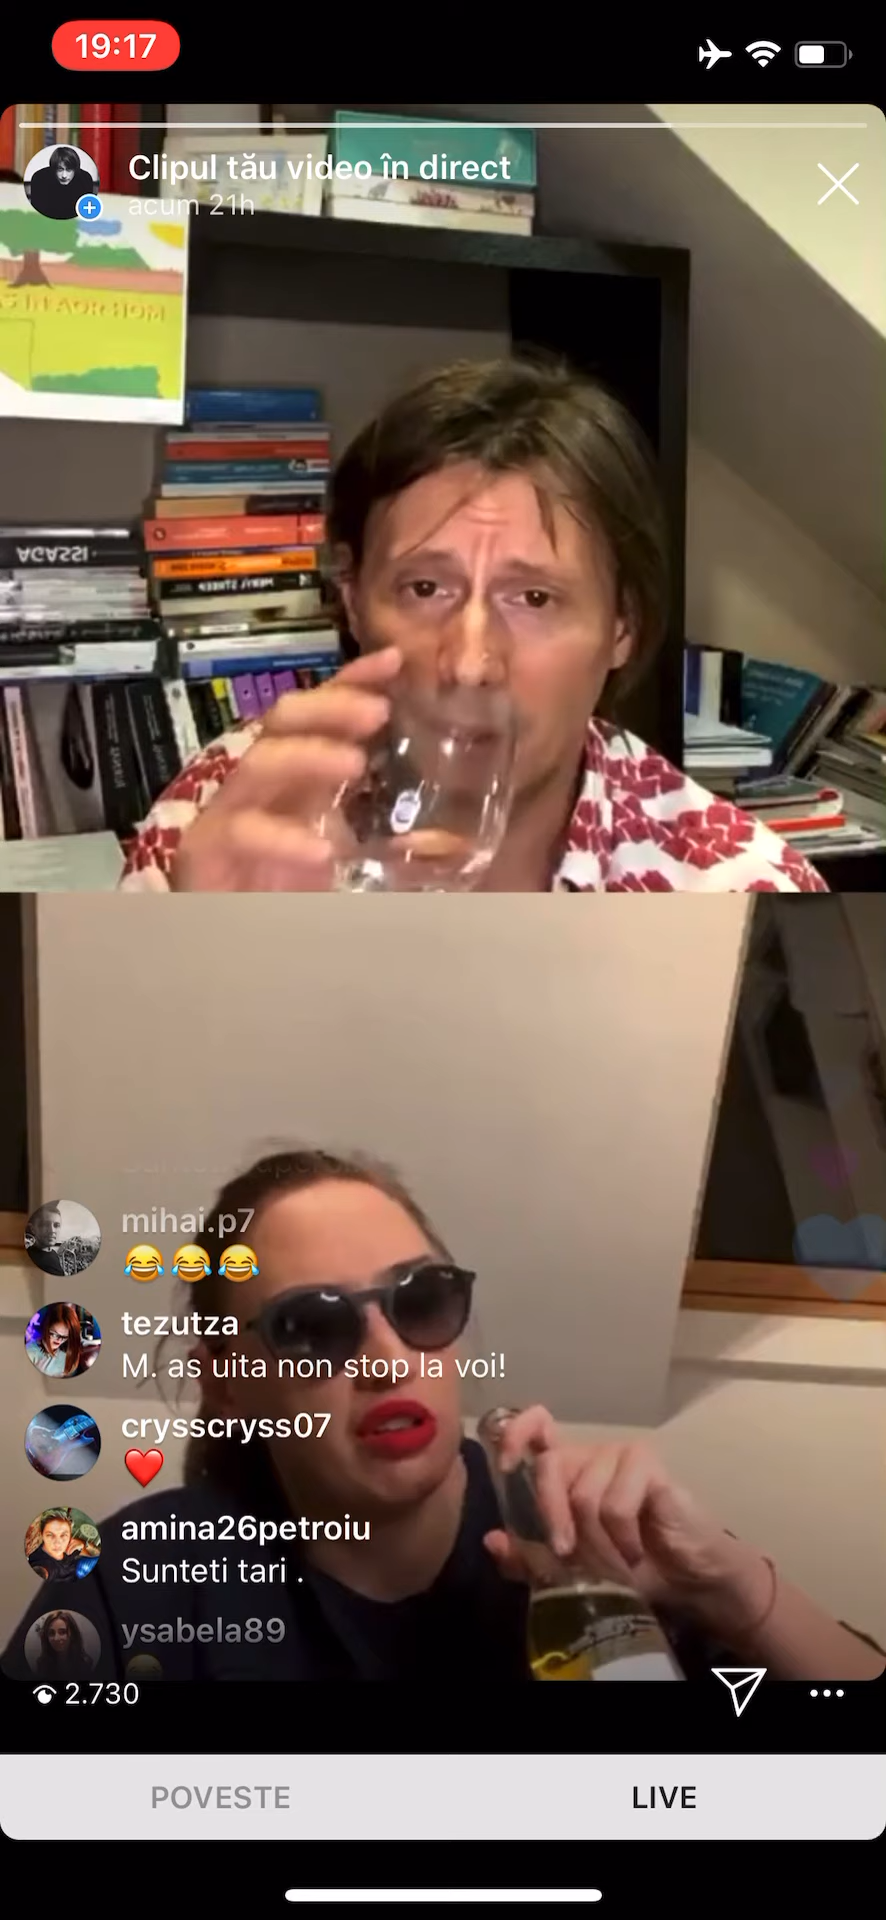 19:17
Clipul tău video în direct
acum 21h
AGASSI
mihai.p7
😂😂😂
tezutza
M. as uita non stop la voi!
crysscryss07
❤️
amina26petroiu
Sunteti tari .
ysabela89
2.730
POVESTE
LIVE